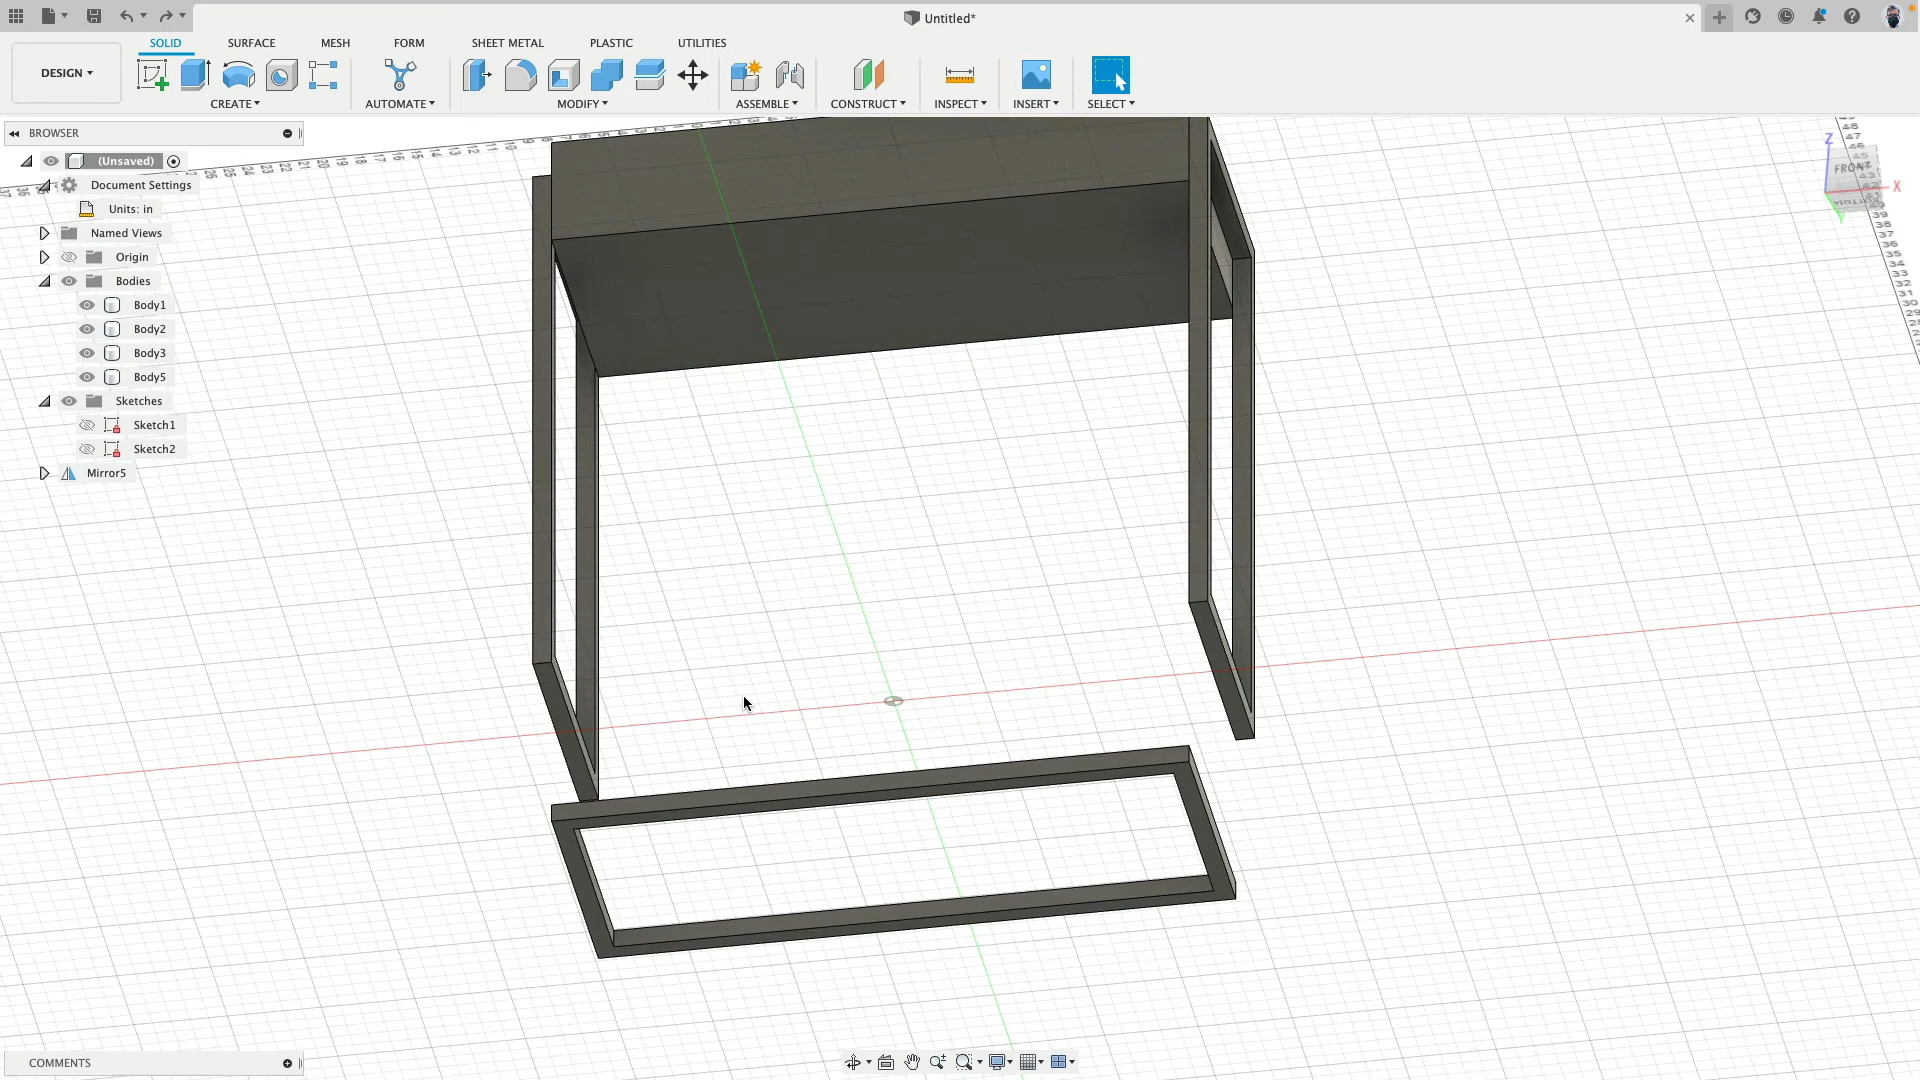 Untitled*
DESIGN
SOLID
SURFACE
MESH
FORM
SHEET METAL
PLASTIC
UTILITIES
CREATE
AUTOMATE
MODIFY
ASSEMBLE
CONSTRUCT
INSPECT
INSERT
SELECT
BROWSER
(Unsaved)
Document Settings
Units: in
Named Views
Origin
Bodies
Body1
Body2
Body3
Body5
Sketches
Sketch1
Sketch2
Mirror5
Z
FRONT
X
COMMENTS